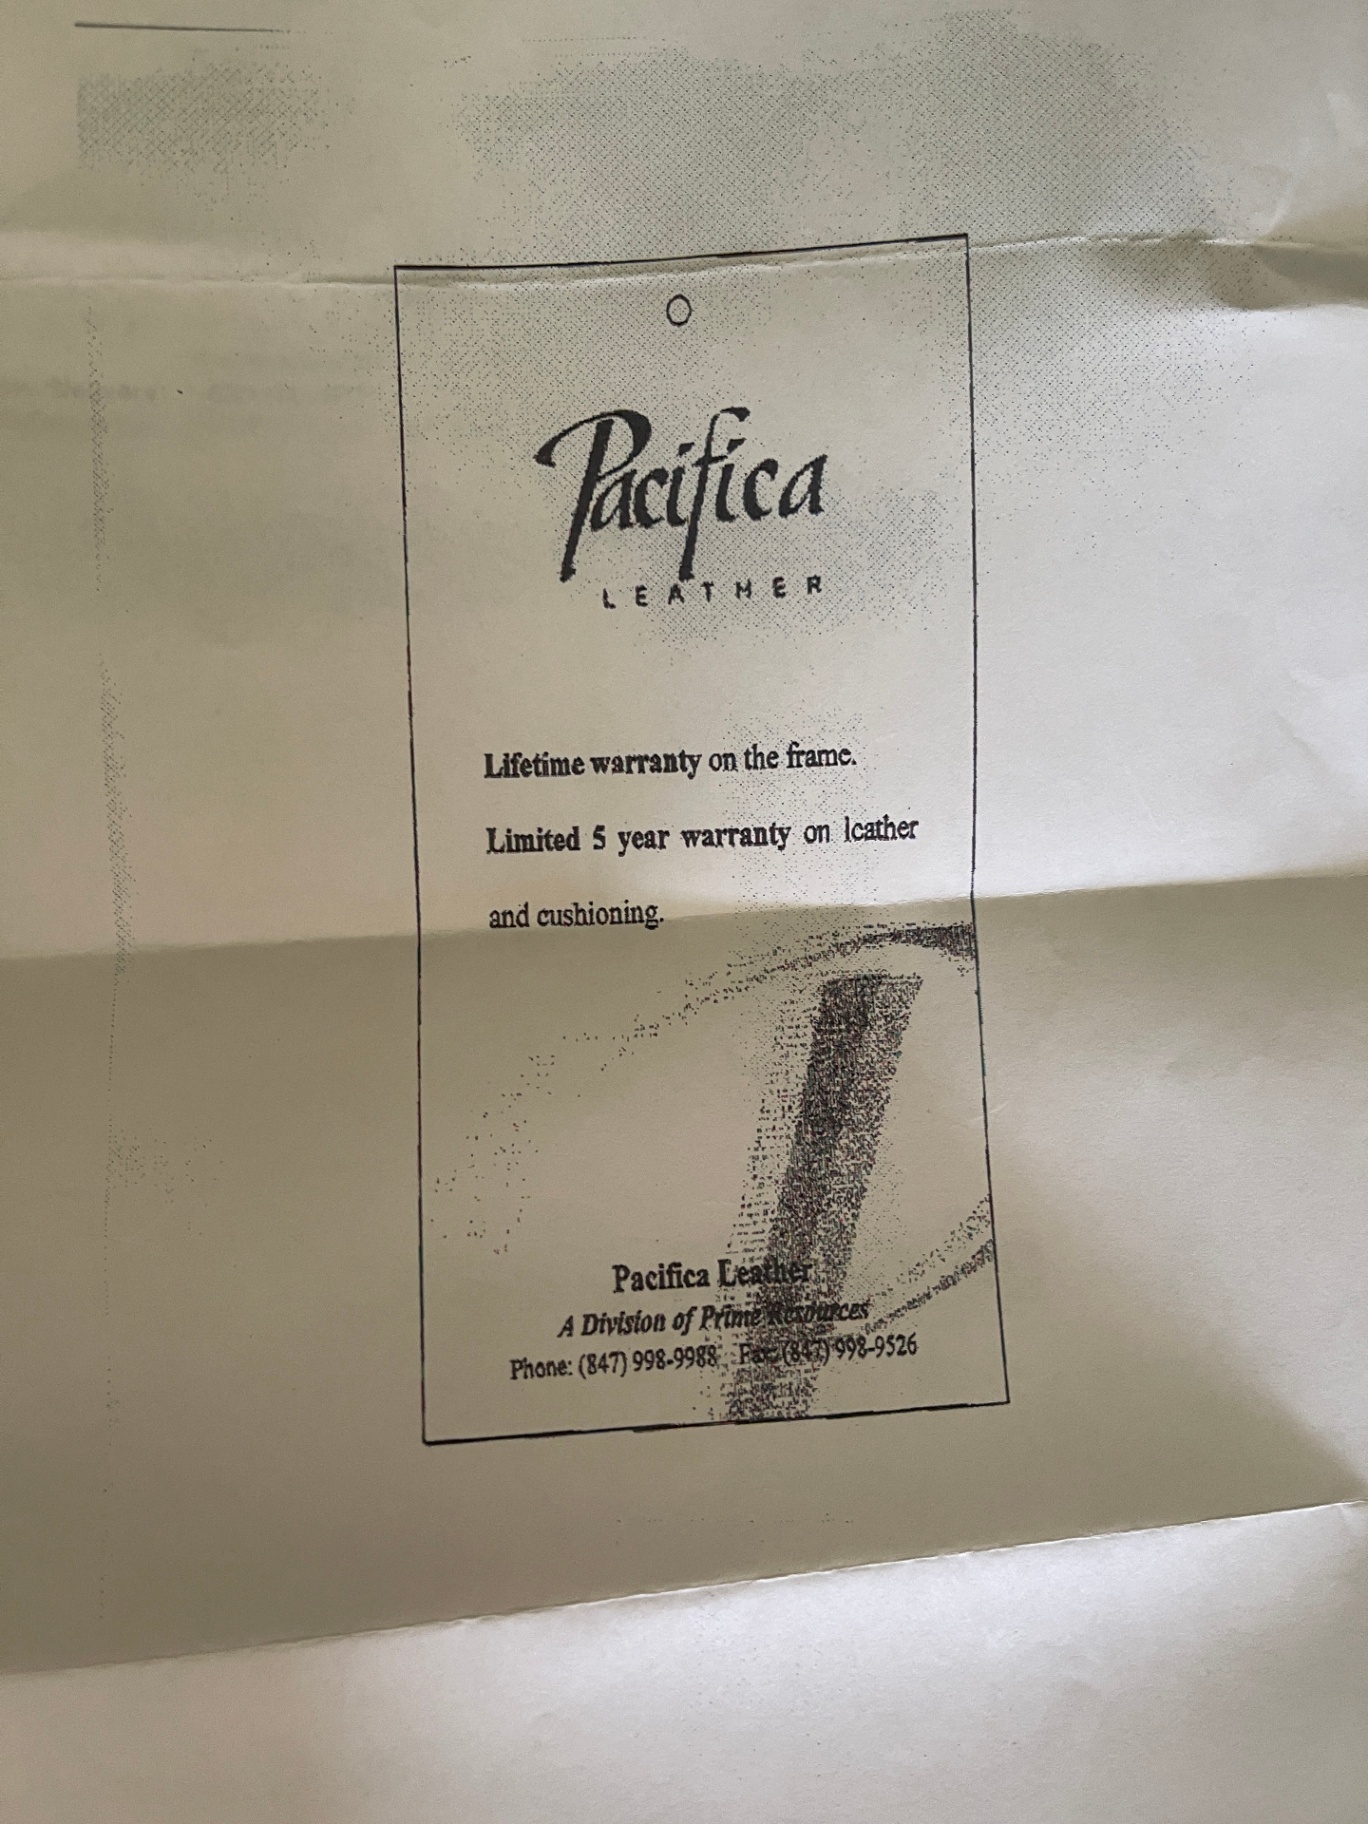 Pacifica
LEATHER
Lifetime warranty on the frame.
Limited 5 year warranty on leather
and cushioning.
Pacifica Leather
A Division of Prime Resources
Phone: (847) 998-9988 Fax: (847) 998-9526